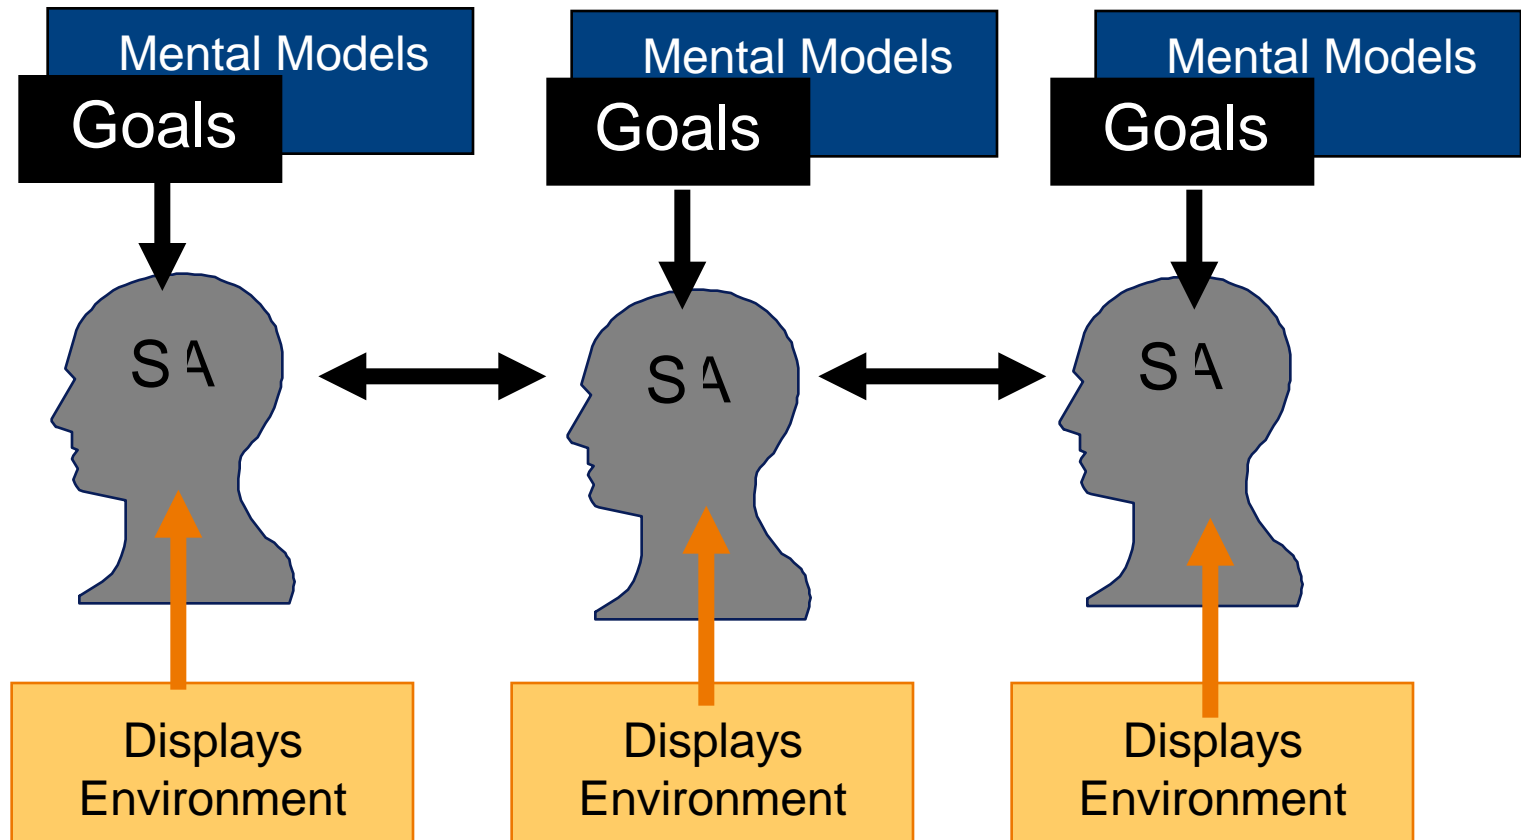 Mental Models
Goals
Mental Models
Goals
Mental Models
Goals
SA
SA
SA
Displays
Environment
Displays
Environment
Displays
Environment